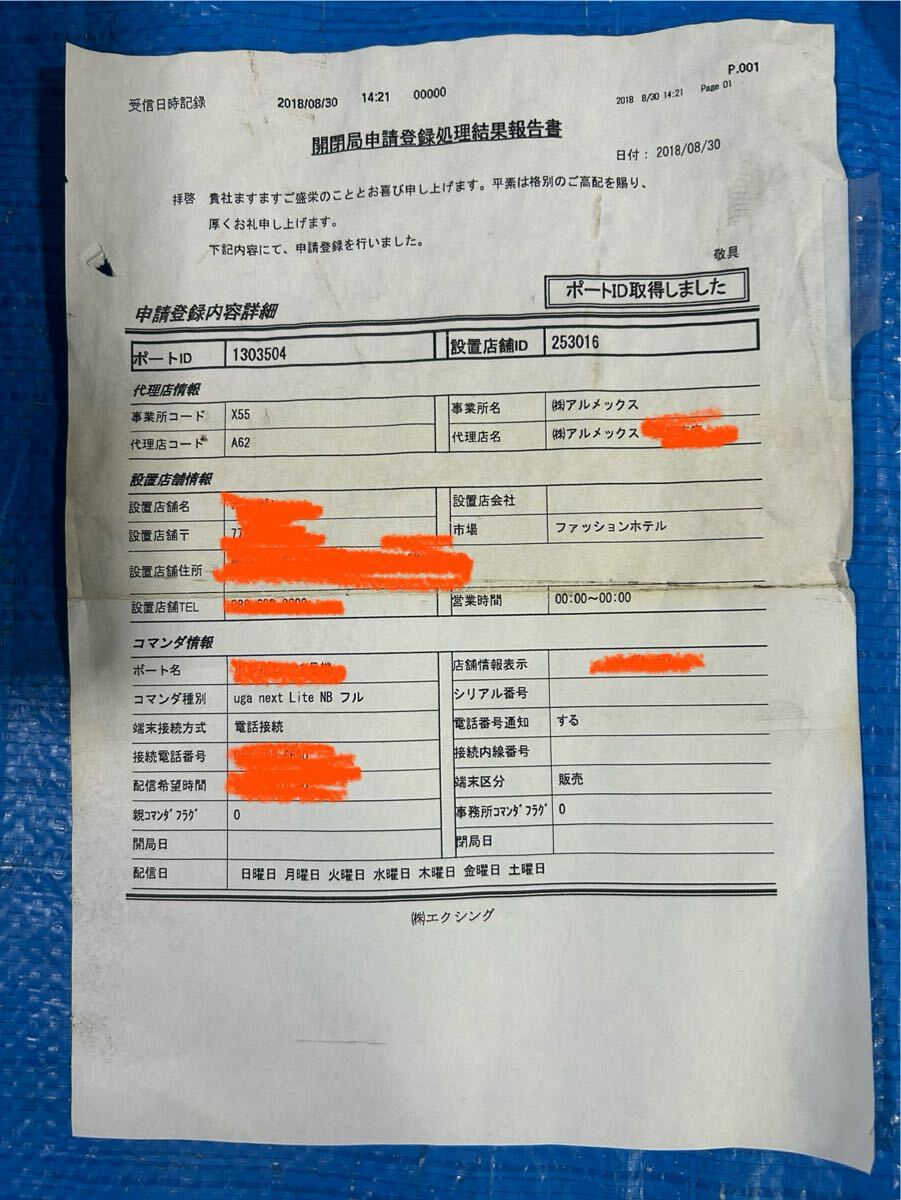 受信日時記録 2018/08/30 14:21 00000 2018 8/30 14:21 Page 01 P.001
開閉局申請登録処理結果報告書
日付： 2018/08/30
拝啓 貴社ますますご盛栄のこととお喜び申し上げます。平素は格別のご高配を賜り、
厚くお礼申し上げます。
下記内容にて、申請登録を行いました。
敬具
ポートID取得しました
申請登録内容詳細
ポートID 1303504 設置店舗ID 253016
代理店情報
事業所コード X55 事業所名 ㈱アルメックス
代理店コード A62 代理店名 ㈱アルメックス
設置店舗情報
設置店舗名 設置店会社
設置店舗〒 77 市場 ファッションホテル
設置店舗住所
設置店舗TEL 営業時間 00:00～00:00
コマンダ情報
ポート名 店舗情報表示
コマンダ種別 uga next Lite NB フル シリアル番号
端末接続方式 電話接続 電話番号通知 する
接続電話番号 接続内線番号
配信希望時間 端末区分 販売
親ｺﾏﾝﾀﾞﾌﾗｸﾞ 0 事務所ｺﾏﾝﾀﾞﾌﾗｸﾞ 0
開局日 閉局日
配信日 日曜日 月曜日 火曜日 水曜日 木曜日 金曜日 土曜日
㈱エクシング